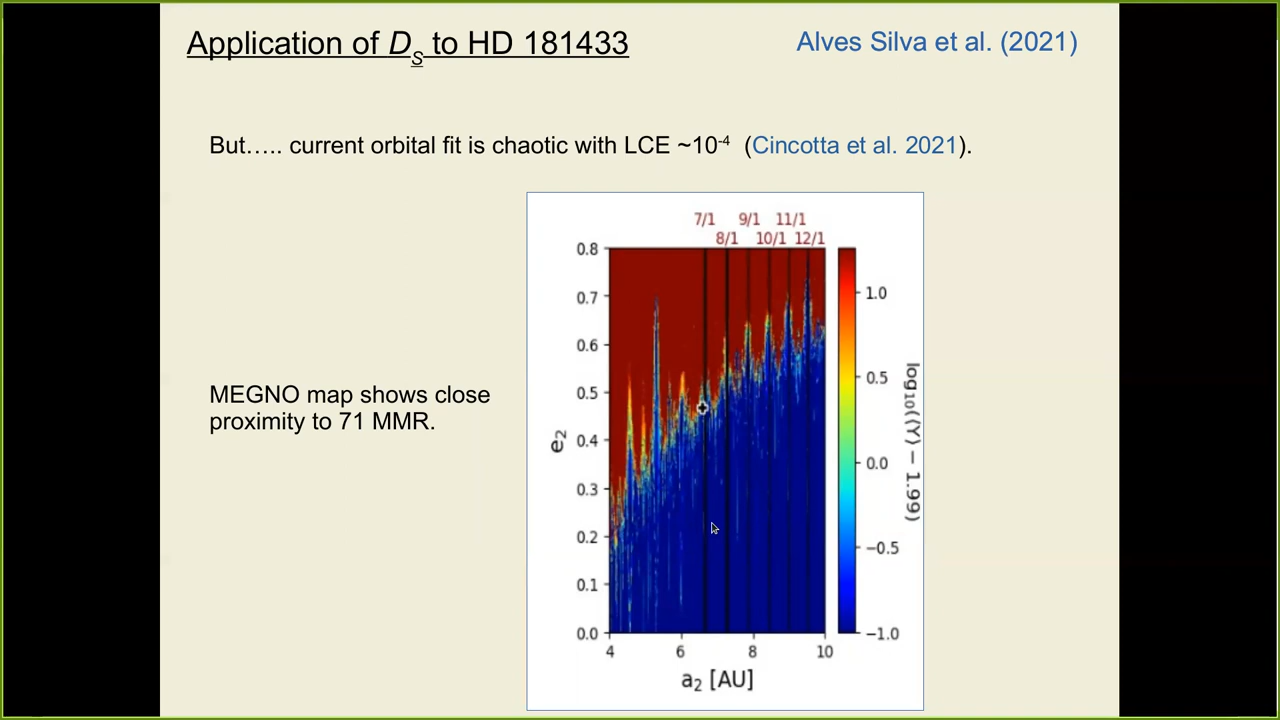 Application of D_S to HD 181433
Alves Silva et al. (2021)
But..... current orbital fit is chaotic with LCE ~10⁻⁴ (Cincotta et al. 2021).
MEGNO map shows close
proximity to 71 MMR.
7/1 9/1 11/1
8/1 10/1 12/1
0.8
0.7
0.6
0.5
0.4
0.3
0.2
0.1
0.0
e₂
4 6 8 10
a₂ [AU]
1.0
0.5
0.0
−0.5
−1.0
log₁₀(⟨Y⟩ − 1.99)